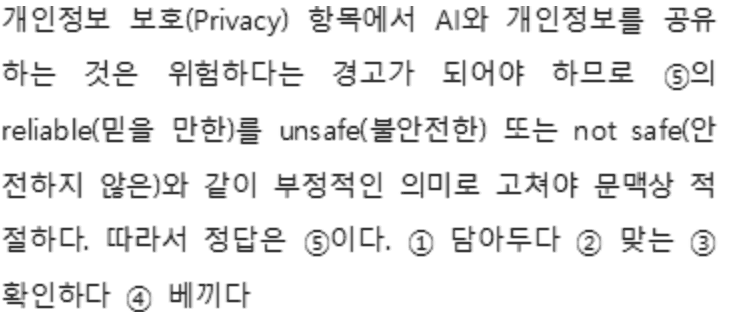 개인정보 보호(Privacy) 항목에서 AI와 개인정보를 공유
하는 것은 위험하다는 경고가 되어야 하므로 ⑤의
reliable(믿을 만한)를 unsafe(불안전한) 또는 not safe(안
전하지 않은)와 같이 부정적인 의미로 고쳐야 문맥상 적
절하다. 따라서 정답은 ⑤이다. ① 담아두다 ② 맞는 ③
확인하다 ④ 베끼다